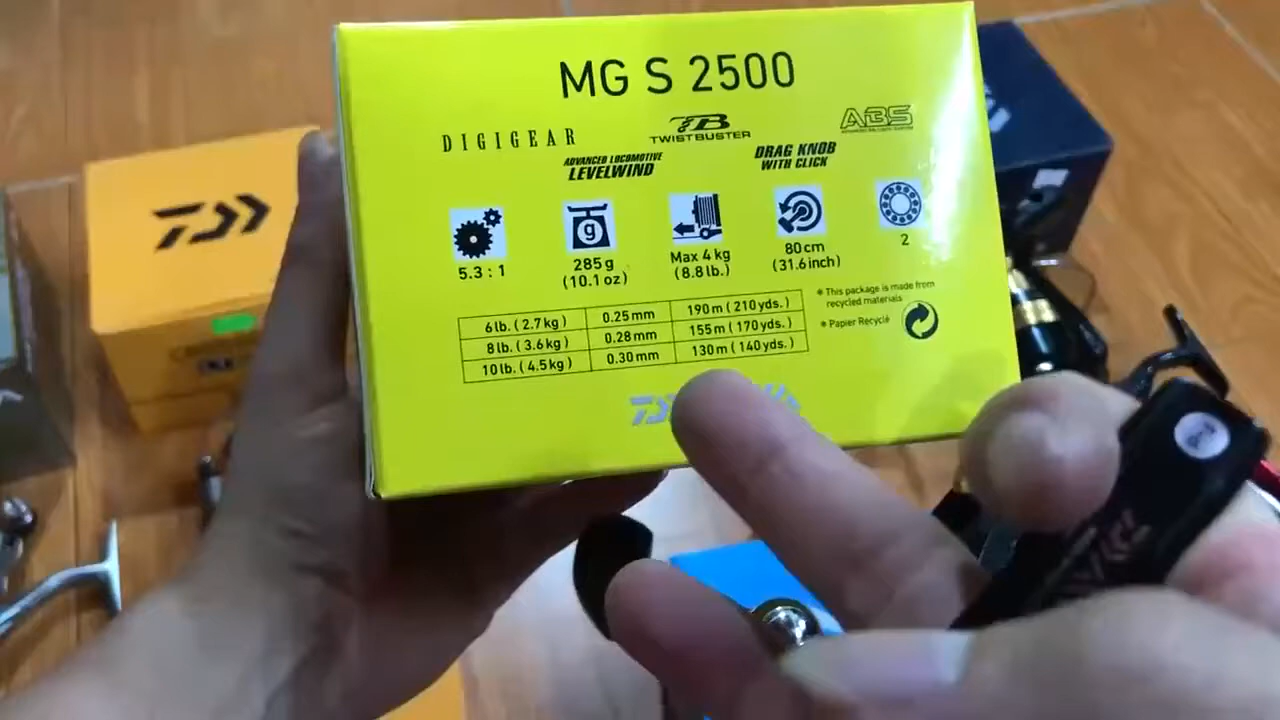 MG S 2500
DIGIGEAR
TB
TWISTBUSTER
ABS
ADVANCED LOCOMOTIVE
LEVELWIND
DRAG KNOB
WITH CLICK
g
5.3 : 1
285 g
(10.1 oz)
Max 4 kg
(8.8 lb.)
80 cm
(31.6 inch)
2
6 lb. ( 2.7 kg ) 0.25 mm 190 m ( 210 yds. )
8 lb. ( 3.6 kg ) 0.28 mm 155 m ( 170 yds. )
10 lb. ( 4.5 kg ) 0.30 mm 130 m ( 140 yds. )
* This package is made from
recycled materials
* Papier Recyclé